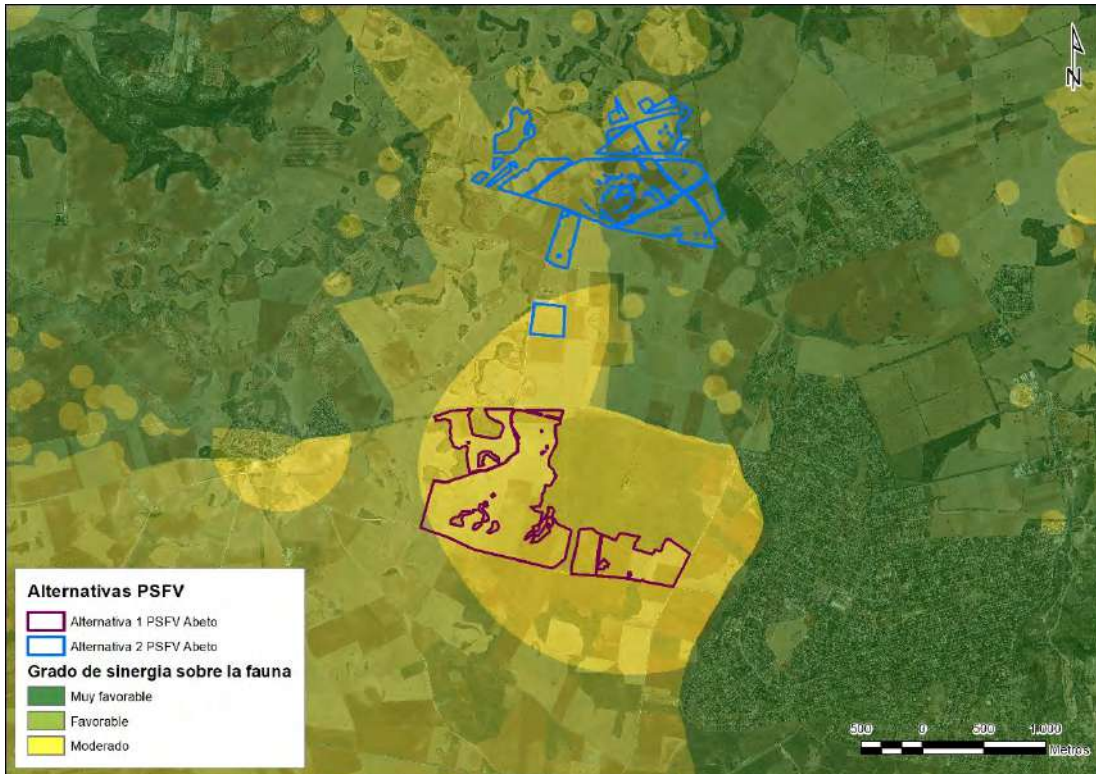 N
Alternativas PSFV
Alternativa 1 PSFV Abeto
Alternativa 2 PSFV Abeto
Grado de sinergia sobre la fauna
Muy favorable
Favorable
Moderado
500 0 500 1.000
Metros